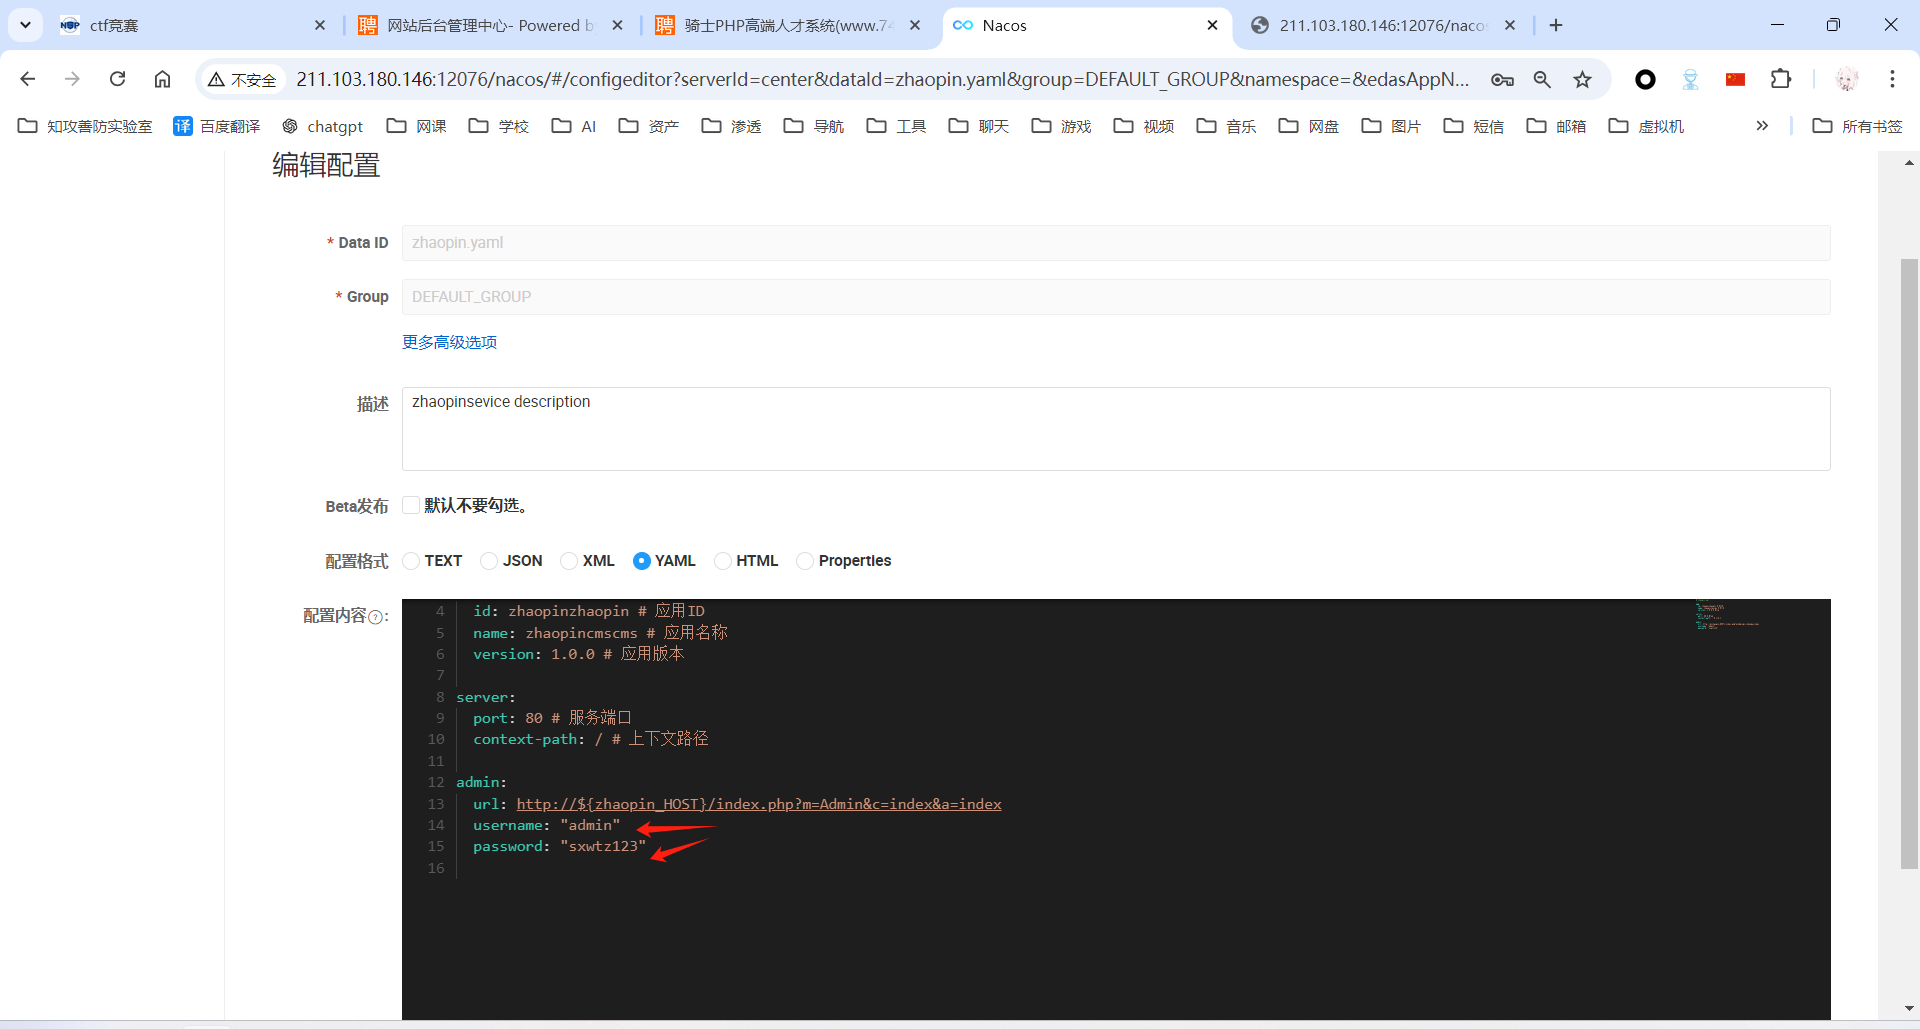 ctf竞赛
网站后台管理中心- Powered b
骑士PHP高端人才系统(www.74
Nacos
211.103.180.146:12076/nacos
不安全
211.103.180.146:12076/nacos/#/configeditor?serverId=center&dataId=zhaopin.yaml&group=DEFAULT_GROUP&namespace=&edasAppN...
知攻善防实验室
译 百度翻译
chatgpt
网课
学校
AI
资产
渗透
导航
工具
聊天
游戏
视频
音乐
网盘
图片
短信
邮箱
虚拟机
»
所有书签
编辑配置
* Data ID
zhaopin.yaml
* Group
DEFAULT_GROUP
更多高级选项
描述
zhaopinsevice description
Beta发布
默认不要勾选。
配置格式
TEXT JSON XML YAML HTML Properties
配置内容?:
4 id: zhaopinzhaopin # 应用ID
5 name: zhaopincmscms # 应用名称
6 version: 1.0.0 # 应用版本
7
8 server:
9 port: 80 # 服务端口
10 context-path: / # 上下文路径
11
12 admin:
13 url: http://${zhaopin_HOST}/index.php?m=Admin&c=index&a=index
14 username: "admin"
15 password: "sxwtz123"
16